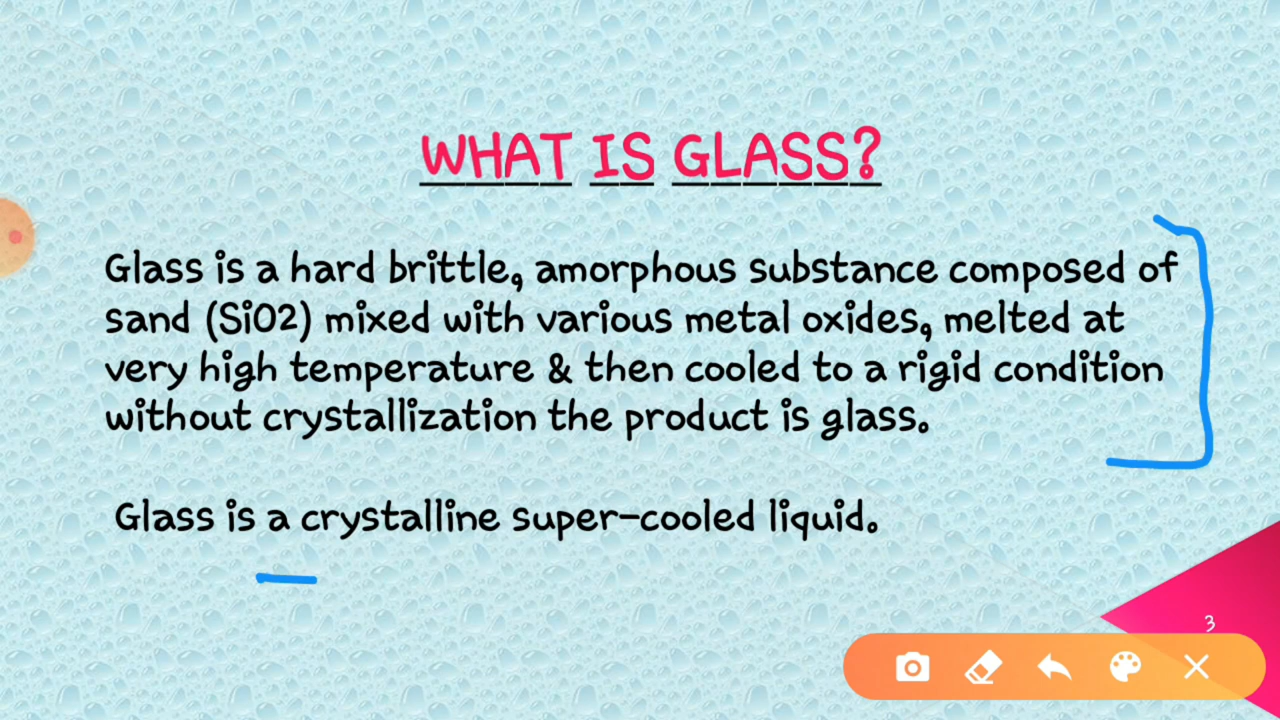 WHAT IS GLASS?
Glass is a hard brittle, amorphous substance composed of
sand (SiO2) mixed with various metal oxides, melted at
very high temperature & then cooled to a rigid condition
without crystallization the product is glass.
Glass is a crystalline super-cooled liquid.
3